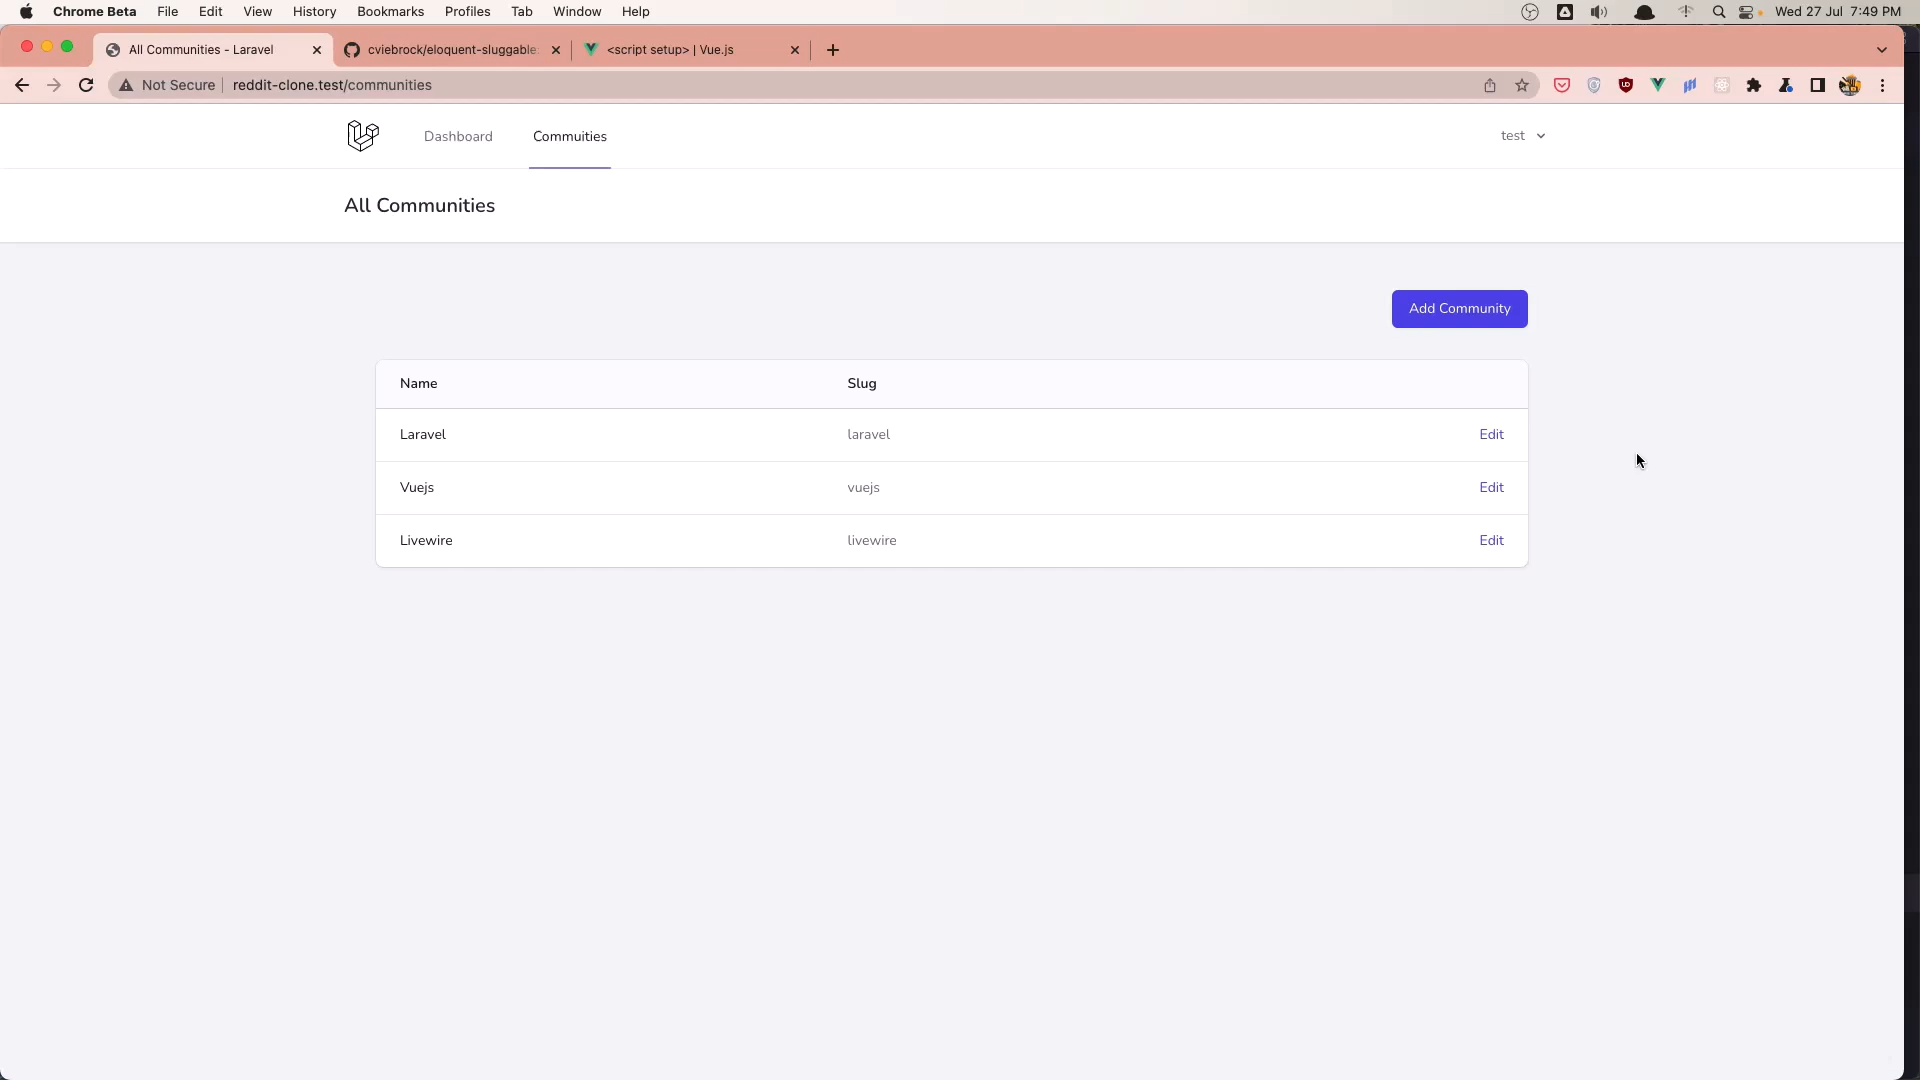 Chrome Beta File Edit View History Bookmarks Profiles Tab Window Help Wed 27 Jul 7:49 PM
All Communities - Laravel cviebrock/eloquent-sluggable: <script setup> | Vue.js
Not Secure reddit-clone.test/communities
Dashboard Commuities test
All Communities
Add Community
Name Slug
Laravel laravel Edit
Vuejs vuejs Edit
Livewire livewire Edit